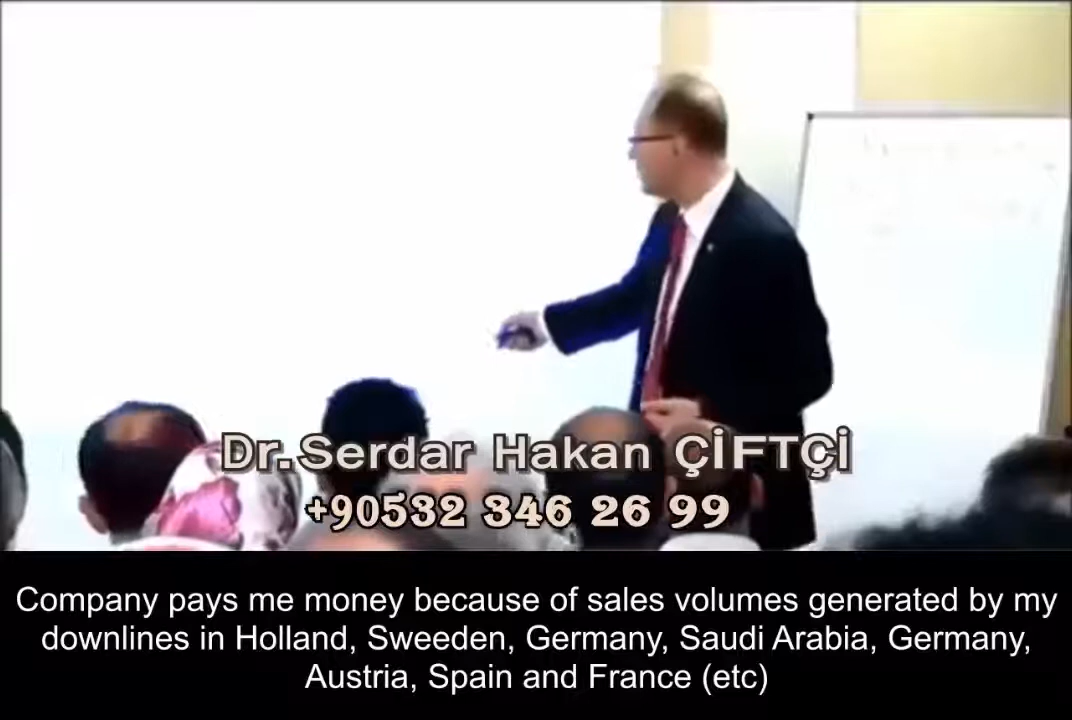 Dr.Serdar Hakan ÇİFTÇİ
+90532 346 26 99
Company pays me money because of sales volumes generated by my
downlines in Holland, Sweeden, Germany, Saudi Arabia, Germany,
Austria, Spain and France (etc)